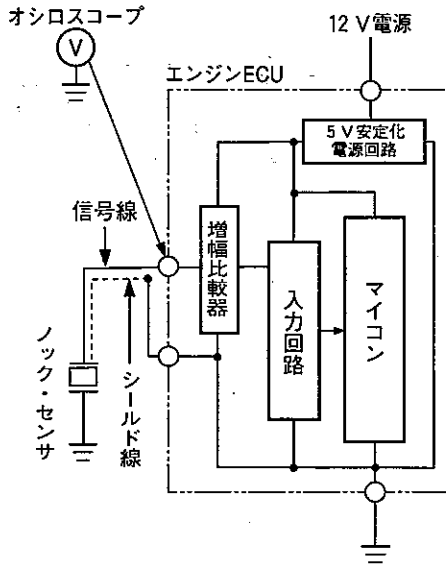 オシロスコープ
V
12 V電源
エンジンECU
5 V安定化
電源回路
信号線
増幅比較器
入力回路
マイコン
ノック・センサ
シールド線